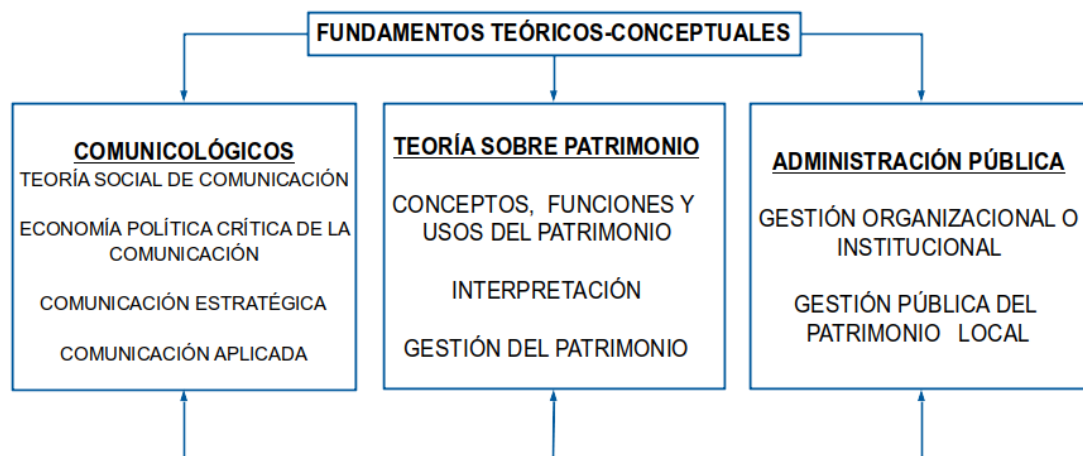 FUNDAMENTOS TEÓRICOS-CONCEPTUALES
COMUNICOLÓGICOS
TEORÍA SOCIAL DE COMUNICACIÓN
ECONOMÍA POLÍTICA CRÍTICA DE LA
COMUNICACIÓN
COMUNICACIÓN ESTRATÉGICA
COMUNICACIÓN APLICADA
TEORÍA SOBRE PATRIMONIO
CONCEPTOS, FUNCIONES Y
USOS DEL PATRIMONIO
INTERPRETACIÓN
GESTIÓN DEL PATRIMONIO
ADMINISTRACIÓN PÚBLICA
GESTIÓN ORGANIZACIONAL O
INSTITUCIONAL
GESTIÓN PÚBLICA DEL
PATRIMONIO LOCAL